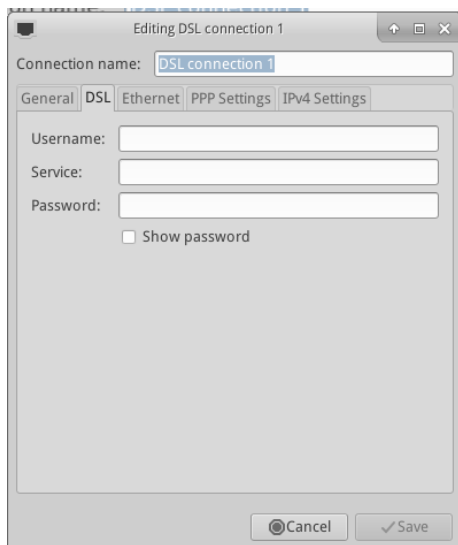 Editing DSL connection 1
Connection name: DSL connection 1
General DSL Ethernet PPP Settings IPv4 Settings
Username:
Service:
Password:
Show password
Cancel Save